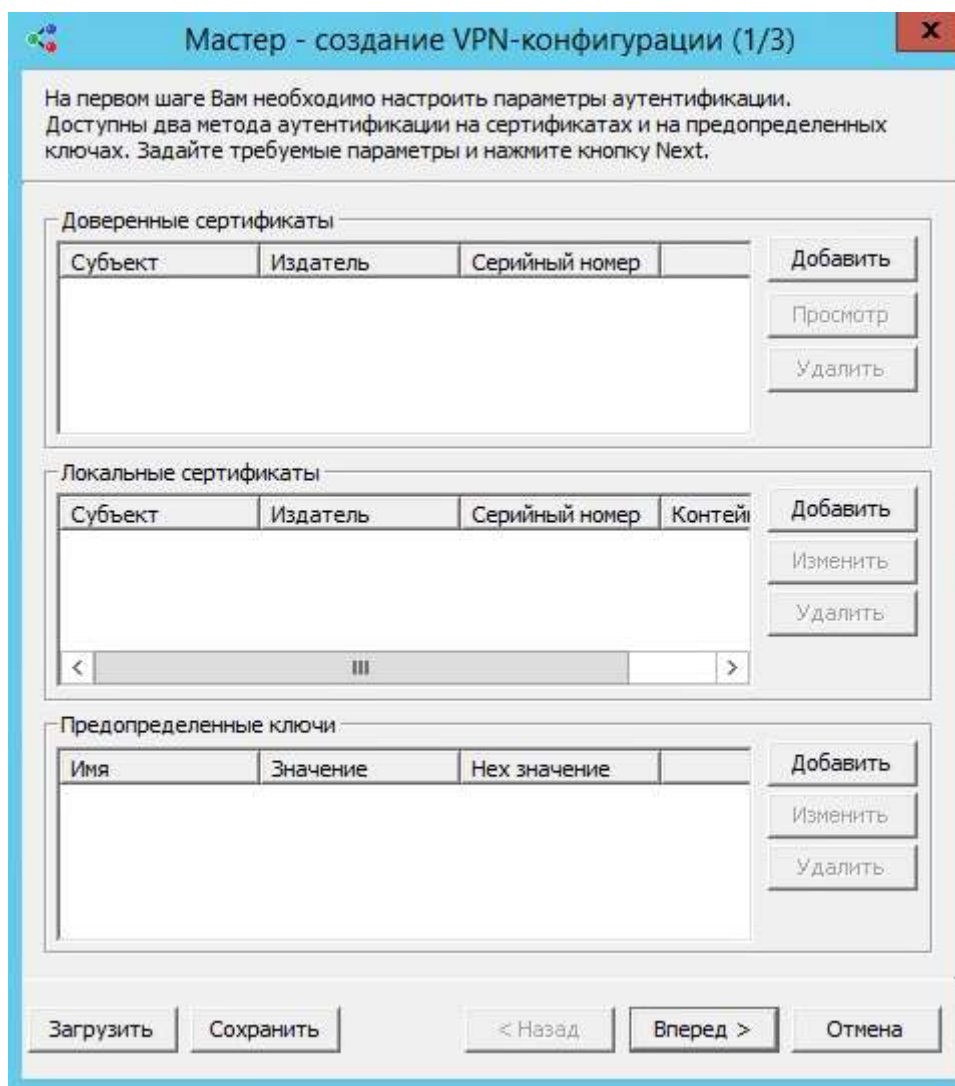 Мастер - создание VPN-конфигурации (1/3)
x
На первом шаге Вам необходимо настроить параметры аутентификации.
Доступны два метода аутентификации на сертификатах и на предопределенных
ключах. Задайте требуемые параметры и нажмите кнопку Next.
Доверенные сертификаты
Субъект Издатель Серийный номер
Добавить
Просмотр
Удалить
Локальные сертификаты
Субъект Издатель Серийный номер Контей
Добавить
Изменить
Удалить
Предопределенные ключи
Имя Значение Hex значение
Добавить
Изменить
Удалить
Загрузить Сохранить < Назад Вперед > Отмена